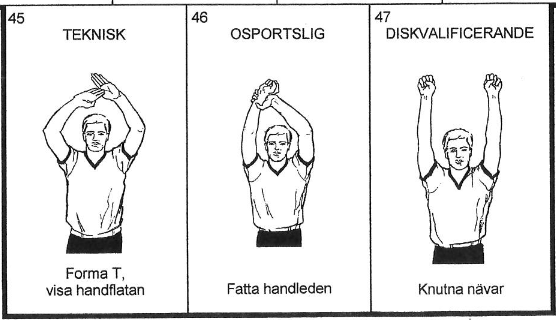 45
TEKNISK
Forma T,
visa handflatan
46
OSPORTSLIG
Fatta handleden
47
DISKVALIFICERANDE
Knutna nävar